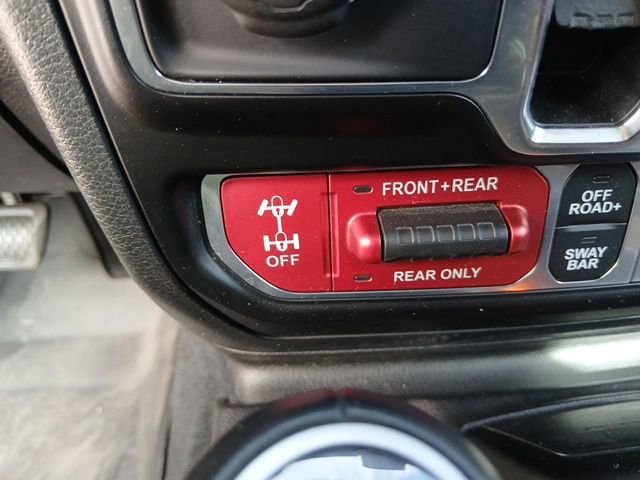 FRONT+REAR
OFF
REAR ONLY
OFF
ROAD+
SWAY
BAR